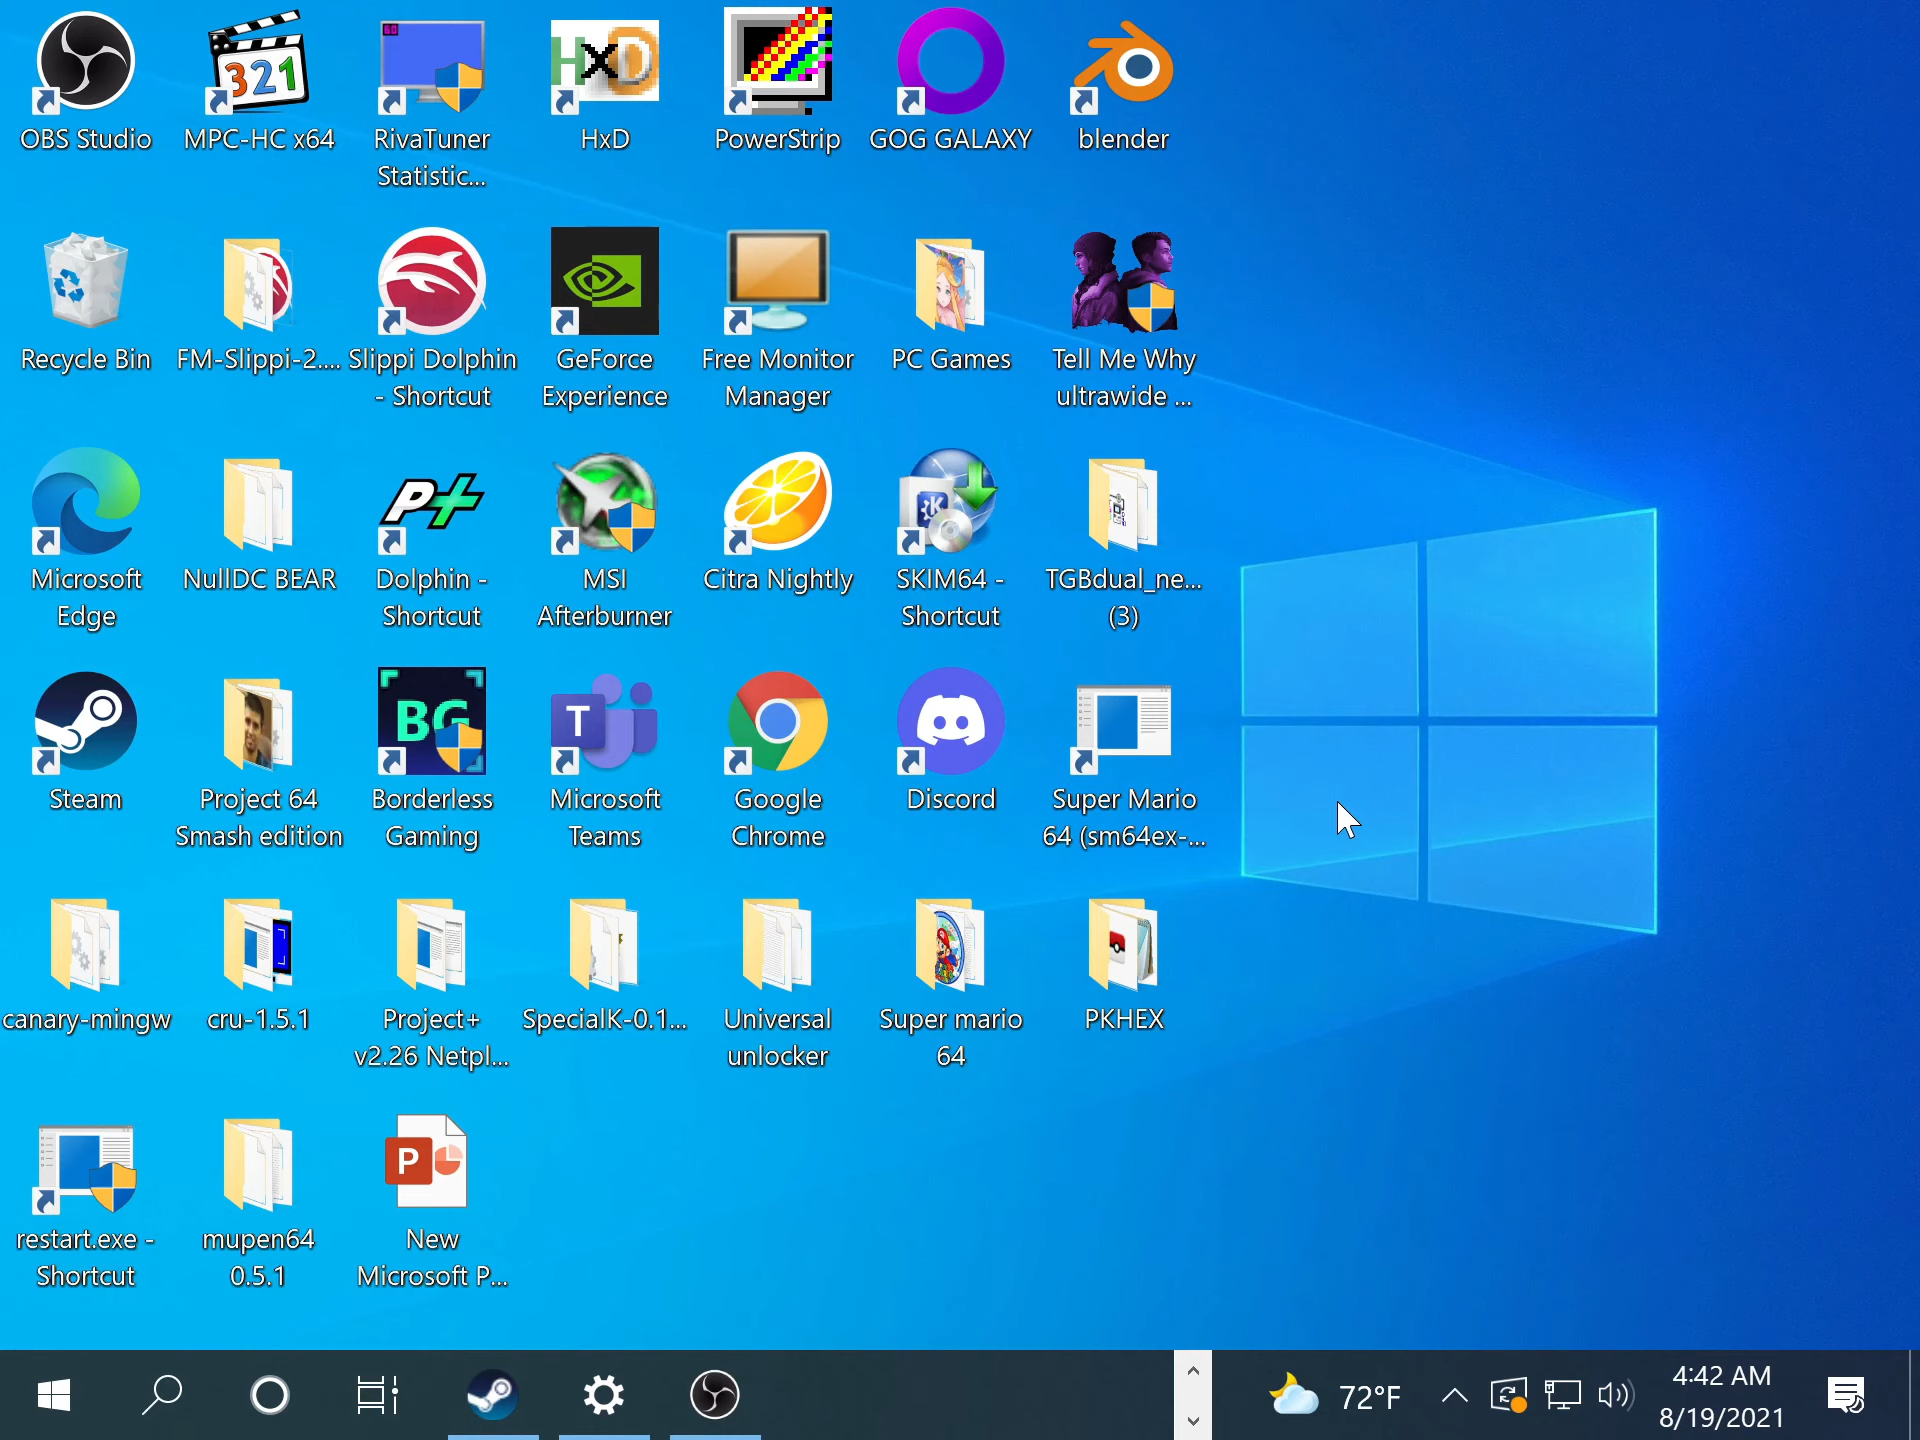 OBS Studio
MPC-HC x64
RivaTuner
Statistic...
HxD
PowerStrip
GOG GALAXY
blender
321
60
HxD
Recycle Bin
FM-Slippi-2....
Slippi Dolphin
- Shortcut
GeForce
Experience
Free Monitor
Manager
PC Games
Tell Me Why
ultrawide ...
Microsoft
Edge
NullDC BEAR
P+
Dolphin -
Shortcut
MSI
Afterburner
Citra Nightly
K
SKIM64 -
Shortcut
TGBdual_ne...
(3)
Steam
Project 64
Smash edition
BG
Borderless
Gaming
T
Microsoft
Teams
Google
Chrome
Discord
Super Mario
64 (sm64ex-...
canary-mingw
cru-1.5.1
Project+
v2.26 Netpl...
SpecialK-0.1...
Universal
unlocker
Super mario
64
PKHEX
restart.exe -
Shortcut
mupen64
0.5.1
P
New
Microsoft P...
72°F
4:42 AM
8/19/2021